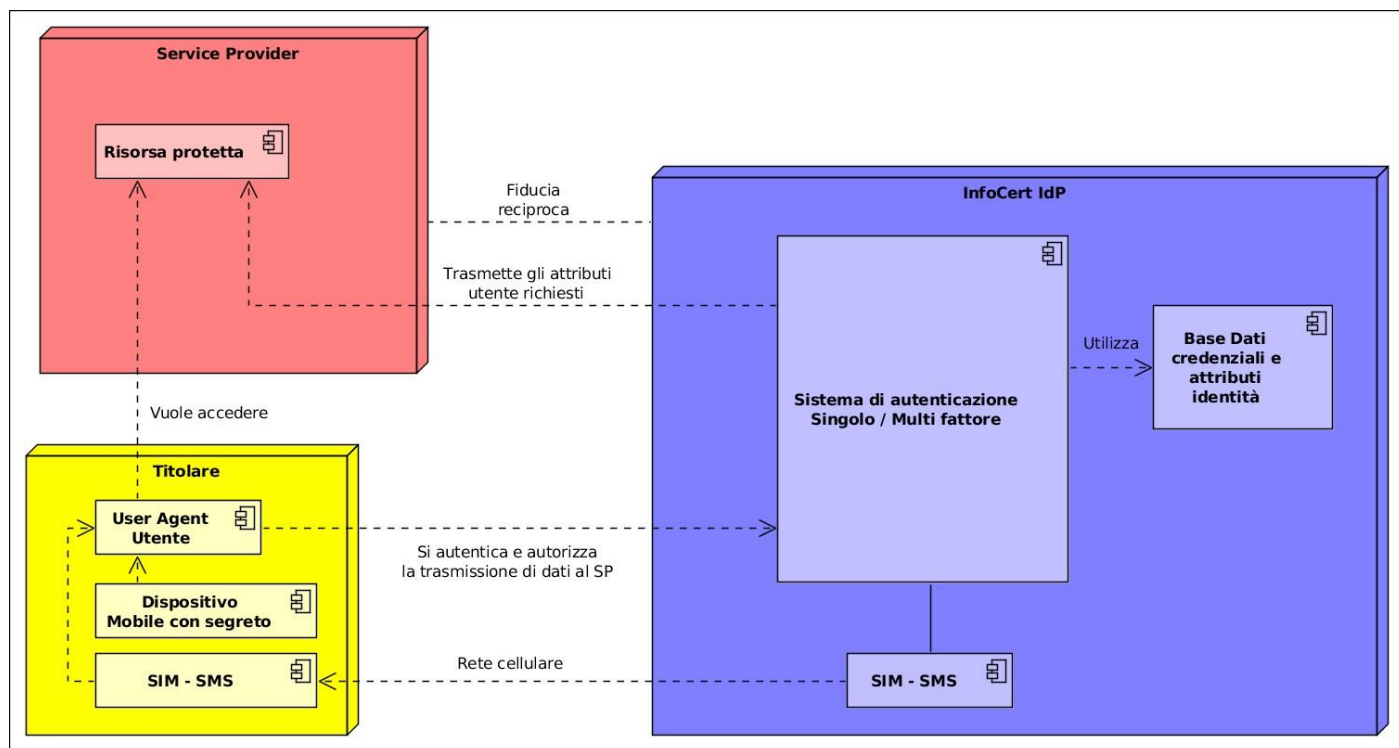 Service Provider
Risorsa protetta
Fiducia
reciproca
InfoCert IdP
Trasmette gli attributi
utente richiesti
Sistema di autenticazione
Singolo / Multi fattore
Utilizza
Base Dati
credenziali e
attributi
identità
Vuole accedere
Titolare
User Agent
Utente
Si autentica e autorizza
la trasmissione di dati al SP
Dispositivo
Mobile con segreto
SIM - SMS
Rete cellulare
SIM - SMS